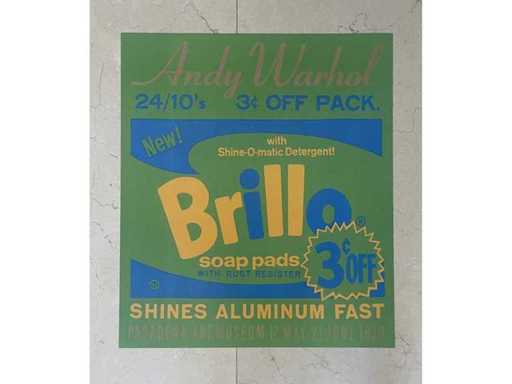 Andy Warhol
24/10's 3¢ OFF PACK.
New!
with
Shine-O-matic Detergent!
Brillo®
soap pads
WITH RUST RESISTER
3¢ OFF
SHINES ALUMINUM FAST
PASADENA ART MUSEUM 12 MAY 21 JUNE 1970